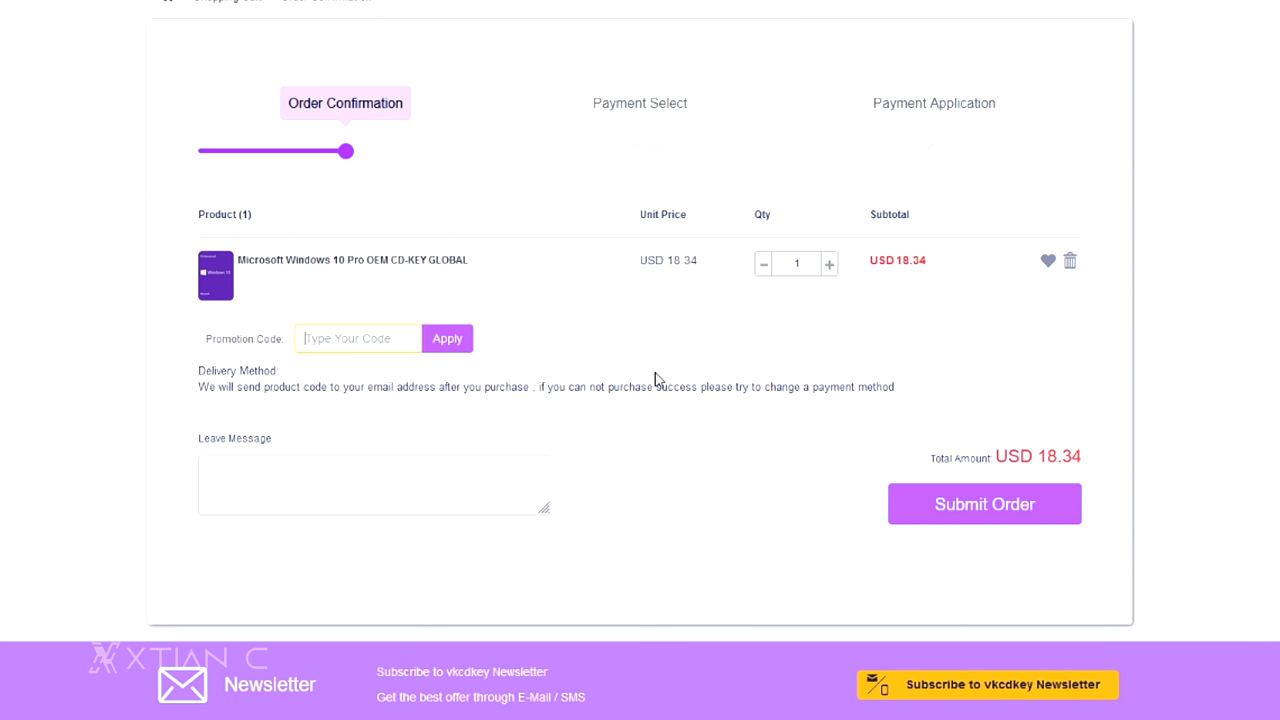 Order Confirmation
Payment Select
Payment Application
Product (1)
Unit Price
Qty
Subtotal
Microsoft Windows 10 Pro OEM CD-KEY GLOBAL
USD 18.34
1
USD 18.34
Promotion Code:
Type Your Code
Apply
Delivery Method:
We will send product code to your email address after you purchase , if you can not purchase success please try to change a payment method
Leave Message
Total Amount: USD 18.34
Submit Order
XTIAN C
Newsletter
Subscribe to vkcdkey Newsletter
Get the best offer through E-Mail / SMS
Subscribe to vkcdkey Newsletter